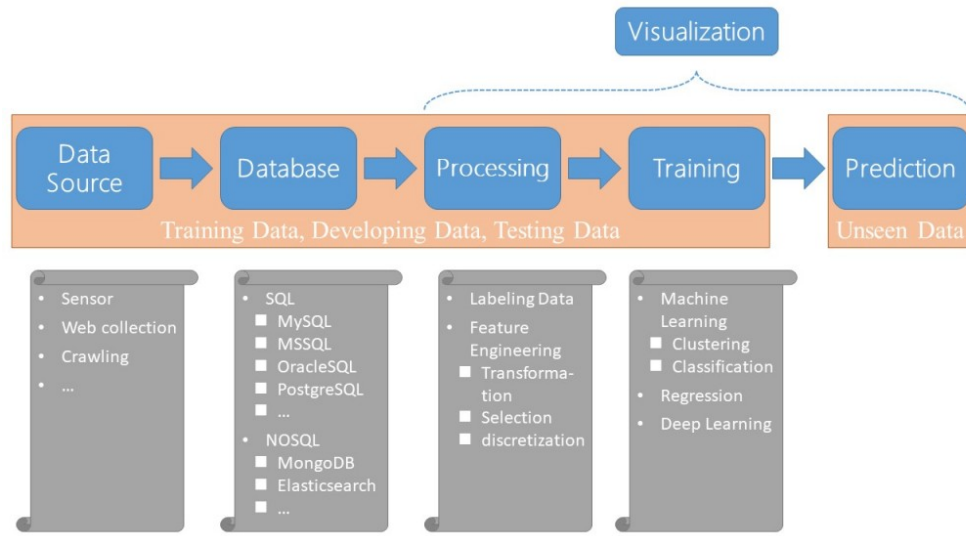 Visualization
Data
Source
Database
Processing
Training
Prediction
Training Data, Developing Data, Testing Data
Unseen Data
• Sensor
• Web collection
• Crawling
• ...
• SQL
■ MySQL
■ MSSQL
■ OracleSQL
■ PostgreSQL
■ ...
• NOSQL
■ MongoDB
■ Elasticsearch
■ ...
• Labeling Data
• Feature
Engineering
■ Transforma-
tion
■ Selection
■ discretization
• Machine
Learning
■ Clustering
■ Classification
• Regression
• Deep Learning